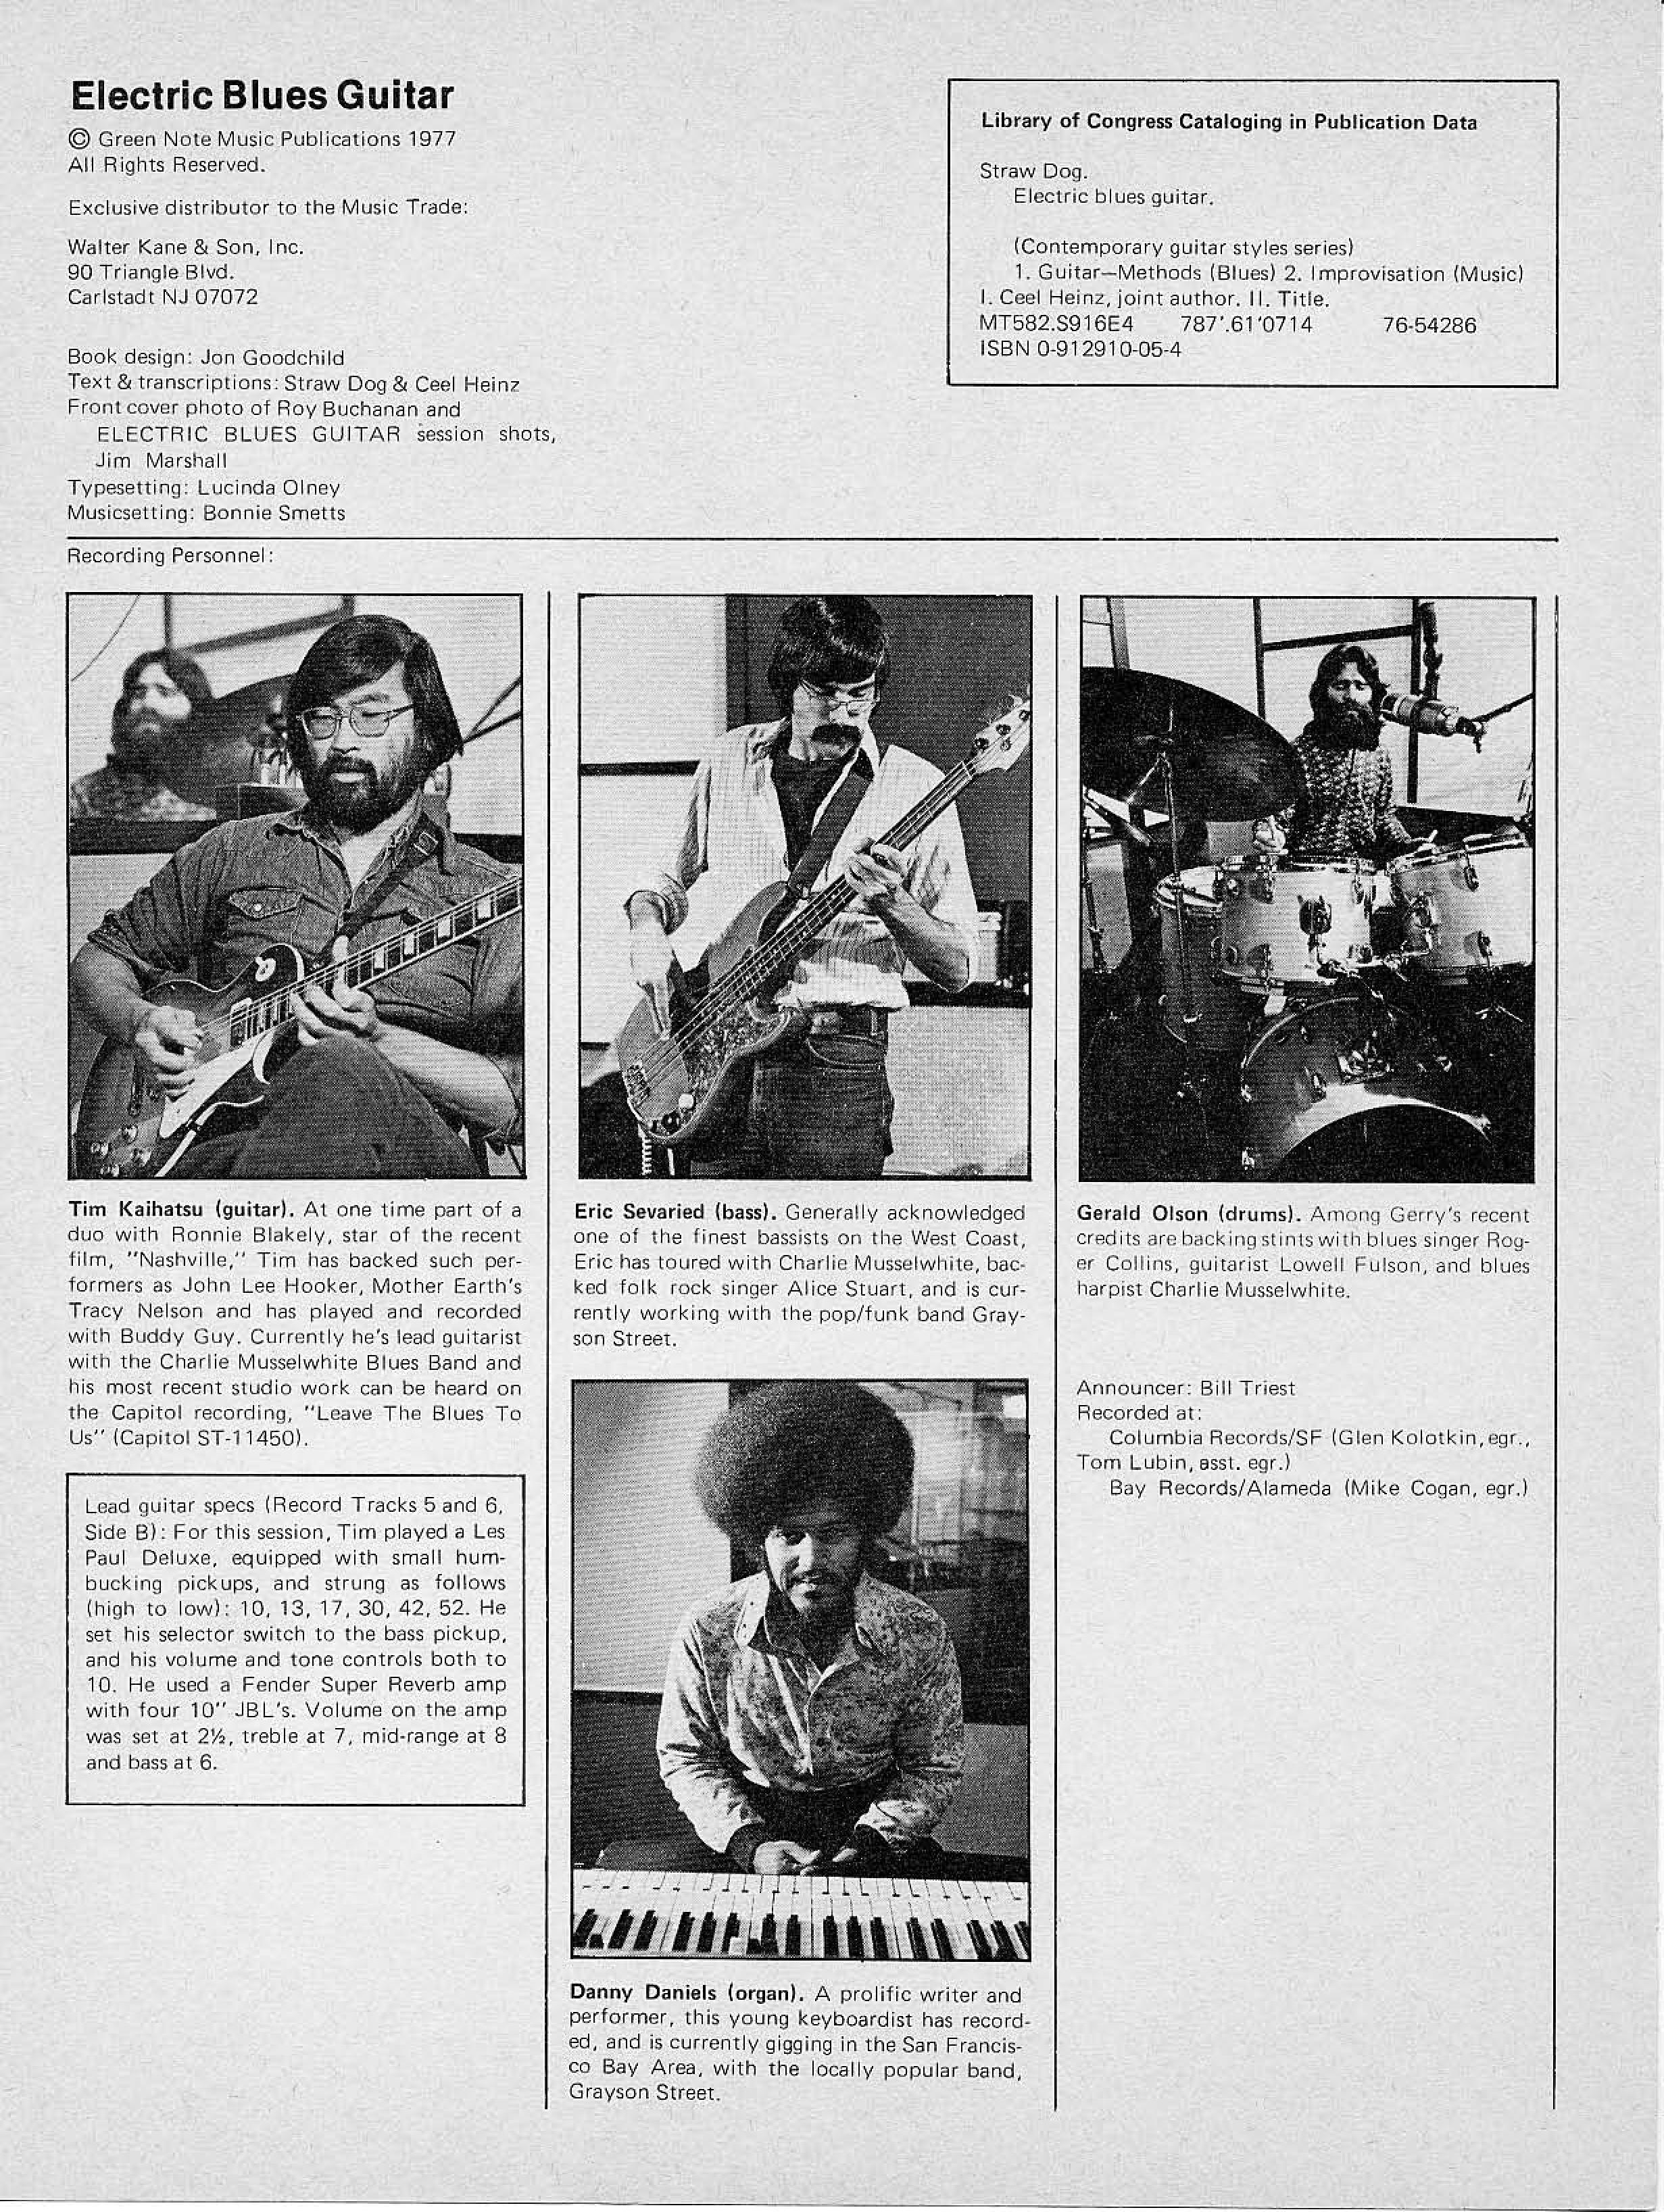 Electric Blues Guitar
© Green Note Music Publications 1977
All Rights Reserved.
Exclusive distributor to the Music Trade:
Walter Kane & Son, Inc.
90 Triangle Blvd.
Carlstadt NJ 07072
Book design: Jon Goodchild
Text & transcriptions: Straw Dog & Ceel Heinz
Front cover photo of Roy Buchanan and
ELECTRIC BLUES GUITAR session shots,
Jim Marshall
Typesetting: Lucinda Olney
Musicsetting: Bonnie Smetts
Library of Congress Cataloging in Publication Data
Straw Dog.
Electric blues guitar.
(Contemporary guitar styles series)
1. Guitar—Methods (Blues) 2. Improvisation (Music)
I. Ceel Heinz, joint author. II. Title.
MT582.S916E4 787'.61'0714 76-54286
ISBN 0-912910-05-4
Recording Personnel:
Tim Kaihatsu (guitar). At one time part of a
duo with Ronnie Blakely, star of the recent
film, "Nashville," Tim has backed such per-
formers as John Lee Hooker, Mother Earth's
Tracy Nelson and has played and recorded
with Buddy Guy. Currently he's lead guitarist
with the Charlie Musselwhite Blues Band and
his most recent studio work can be heard on
the Capitol recording, "Leave The Blues To
Us" (Capitol ST-11450).
Lead guitar specs (Record Tracks 5 and 6,
Side B): For this session, Tim played a Les
Paul Deluxe, equipped with small hum-
bucking pickups, and strung as follows
(high to low): 10, 13, 17, 30, 42, 52. He
set his selector switch to the bass pickup,
and his volume and tone controls both to
10. He used a Fender Super Reverb amp
with four 10" JBL's. Volume on the amp
was set at 2½, treble at 7, mid-range at 8
and bass at 6.
Eric Sevaried (bass). Generally acknowledged
one of the finest bassists on the West Coast,
Eric has toured with Charlie Musselwhite, bac-
ked folk rock singer Alice Stuart, and is cur-
rently working with the pop/funk band Gray-
son Street.
Danny Daniels (organ). A prolific writer and
performer, this young keyboardist has record-
ed, and is currently gigging in the San Francis-
co Bay Area, with the locally popular band,
Grayson Street.
Gerald Olson (drums). Among Gerry's recent
credits are backing stints with blues singer Rog-
er Collins, guitarist Lowell Fulson, and blues
harpist Charlie Musselwhite.
Announcer: Bill Triest
Recorded at:
Columbia Records/SF (Glen Kolotkin, egr.,
Tom Lubin, asst. egr.)
Bay Records/Alameda (Mike Cogan, egr.)